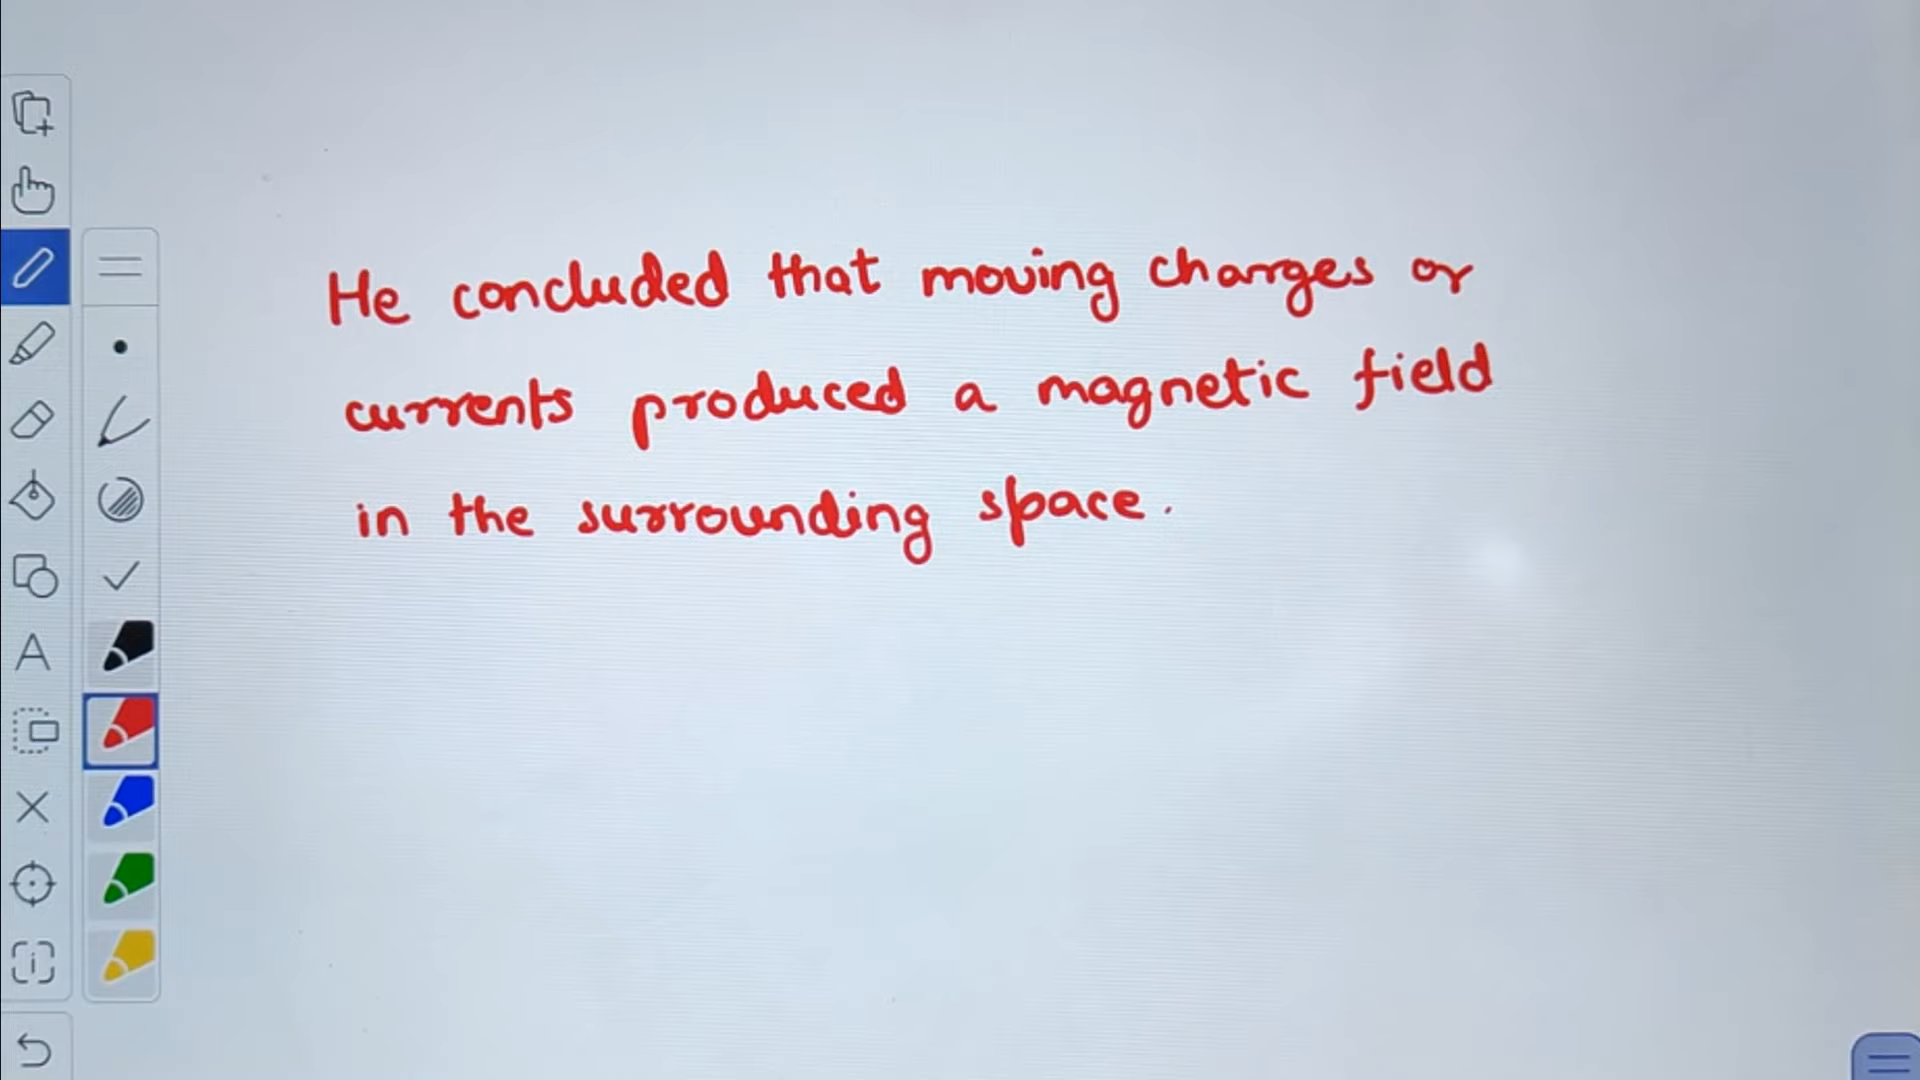 He concluded that moving charges or
currents produced a magnetic field
in the surrounding space.